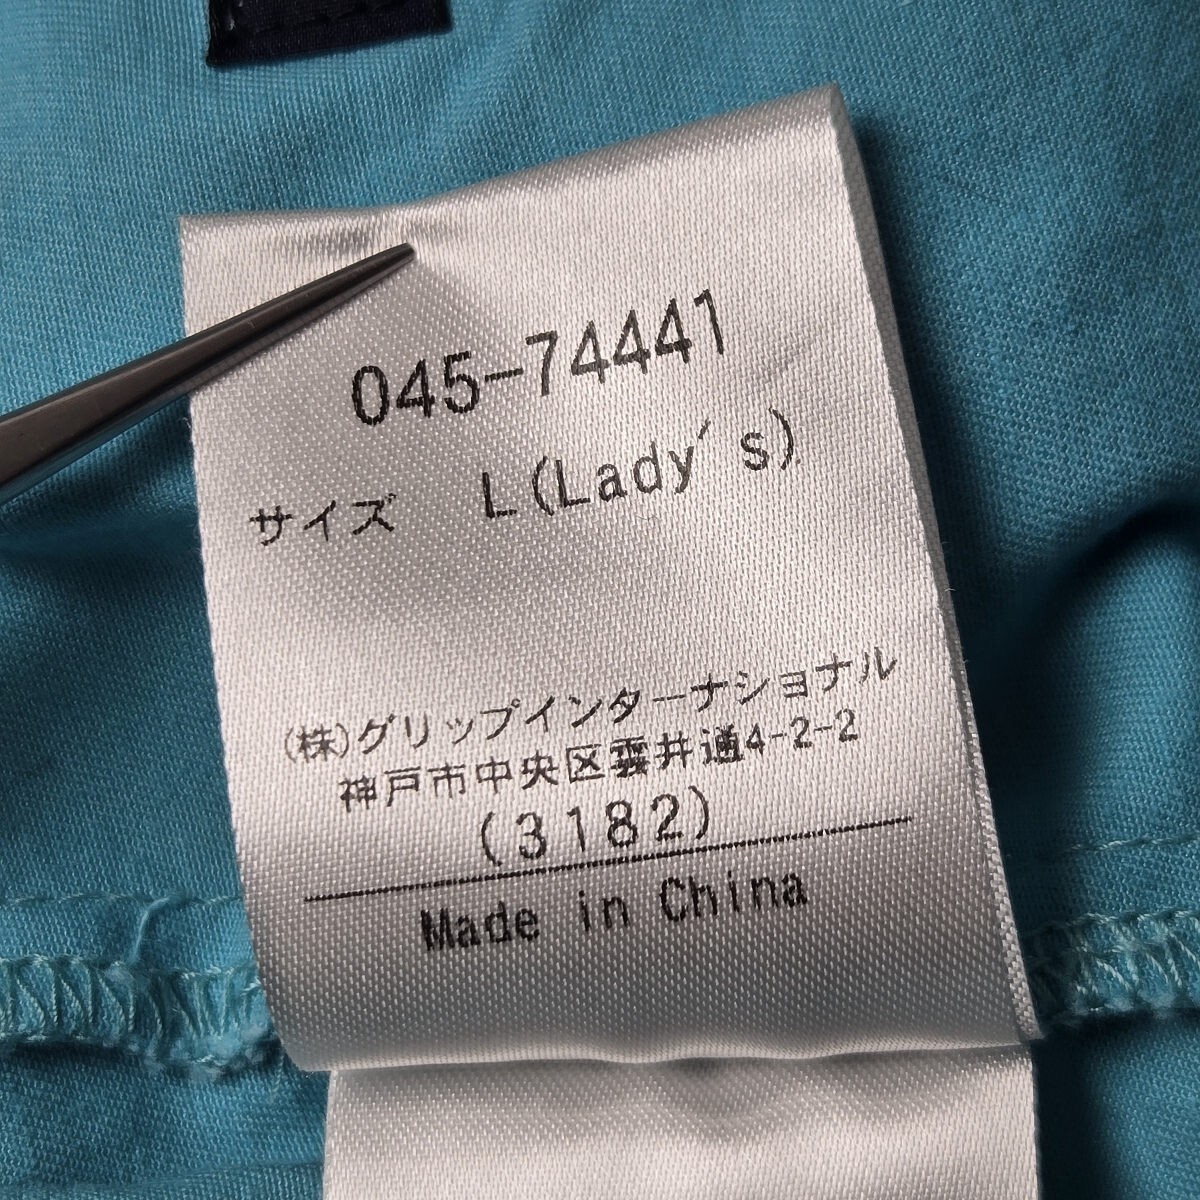 045-74441
サイズ L(Lady's)
(株)グリップインターナショナル
神戸市中央区雲井通4-2-2
(3182)
Made in China